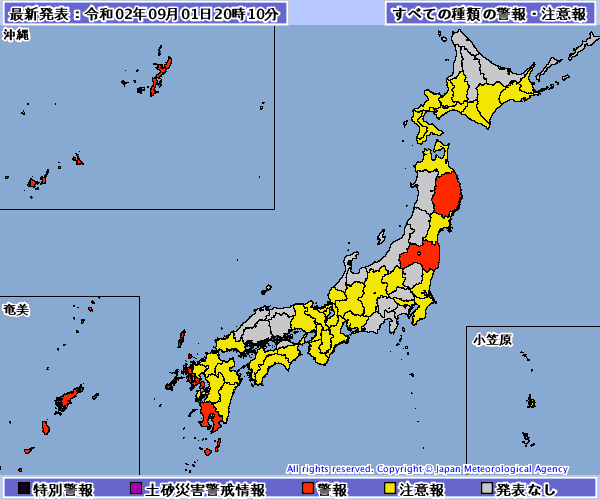 最新発表：令和02年09月01日20時10分
すべての種類の警報・注意報
沖縄
奄美
小笠原
All rights reserved. Copyright © Japan Meteorological Agency
特別警報 土砂災害警戒情報 警報 注意報 発表なし